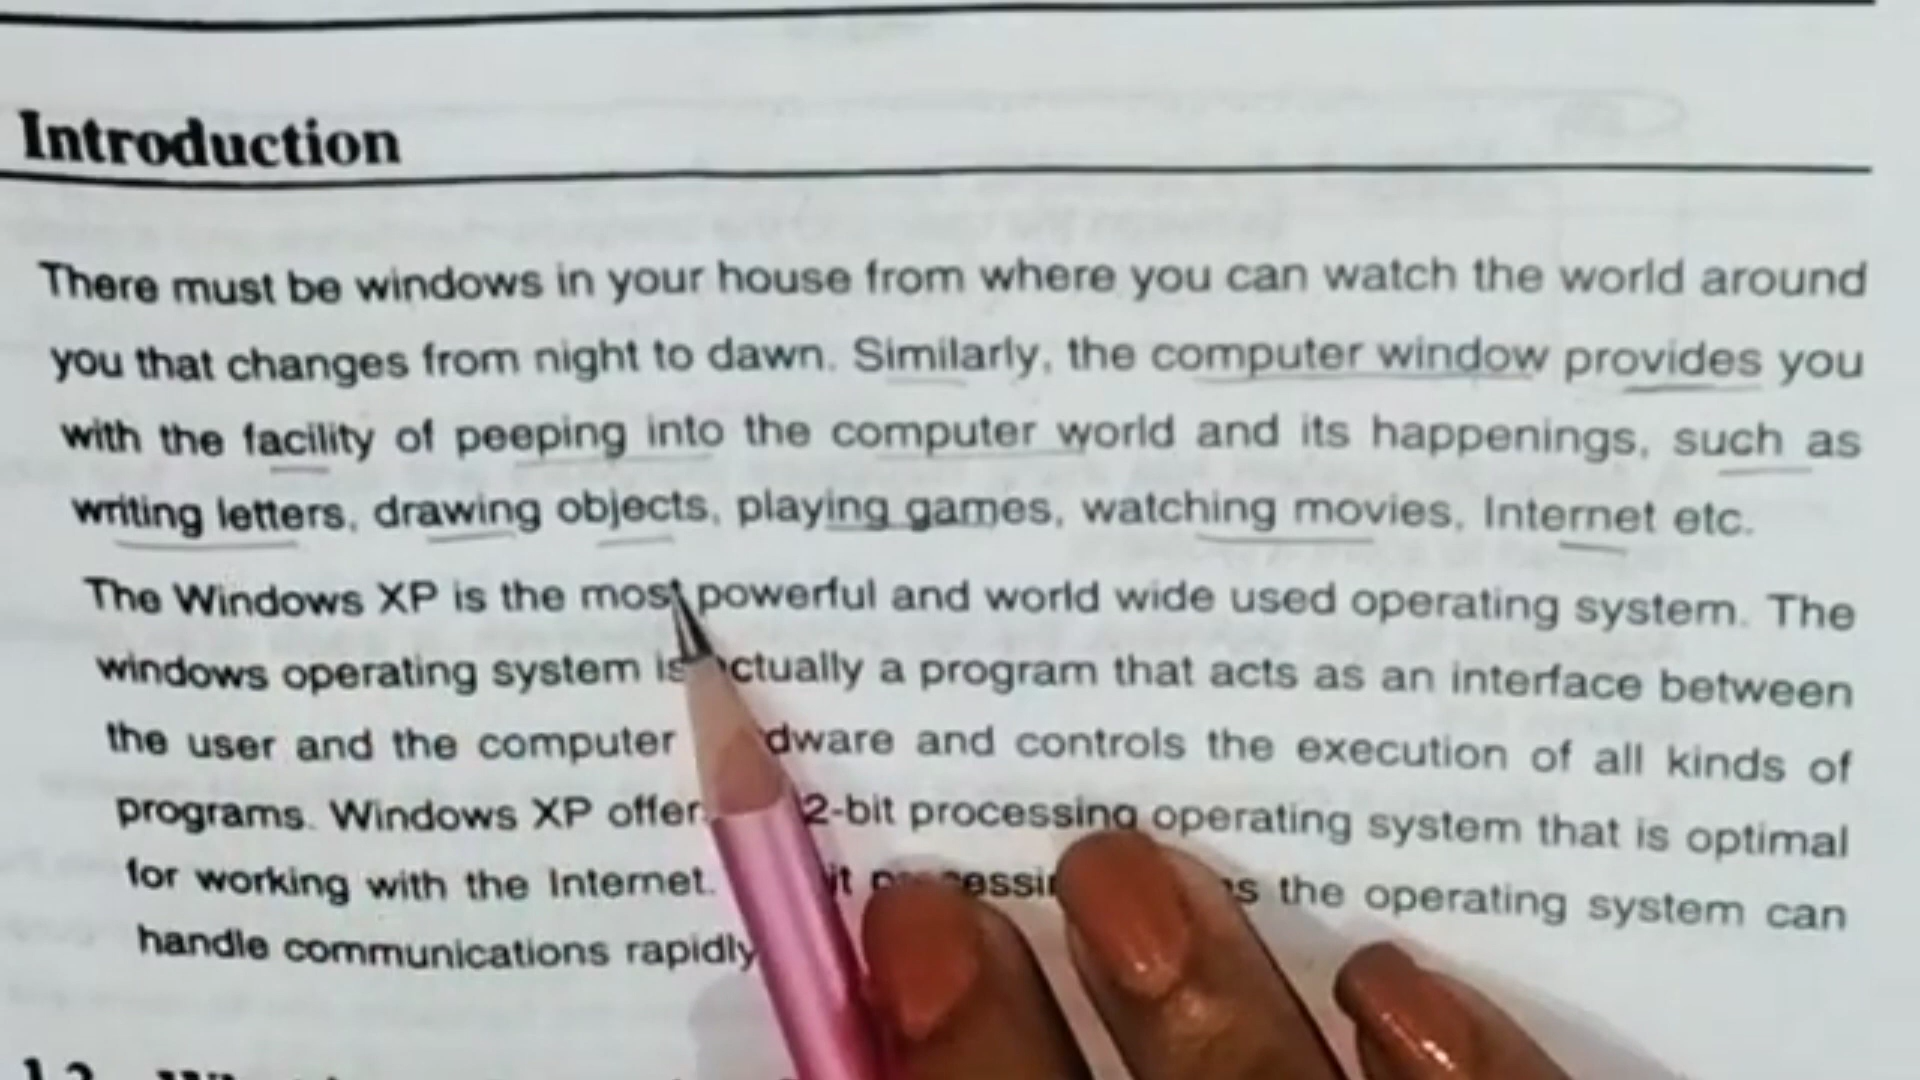 Introduction
There must be windows in your house from where you can watch the world around
you that changes from night to dawn. Similarly, the computer window provides you
with the facility of peeping into the computer world and its happenings, such as
writing letters, drawing objects, playing games, watching movies, Internet etc.
The Windows XP is the most powerful and world wide used operating system. The
windows operating system is actually a program that acts as an interface between
the user and the computer dware and controls the execution of all kinds of
programs. Windows XP offer 2-bit processing operating system that is optimal
for working with the Internet. the operating system can
handle communications rapidly
1.2